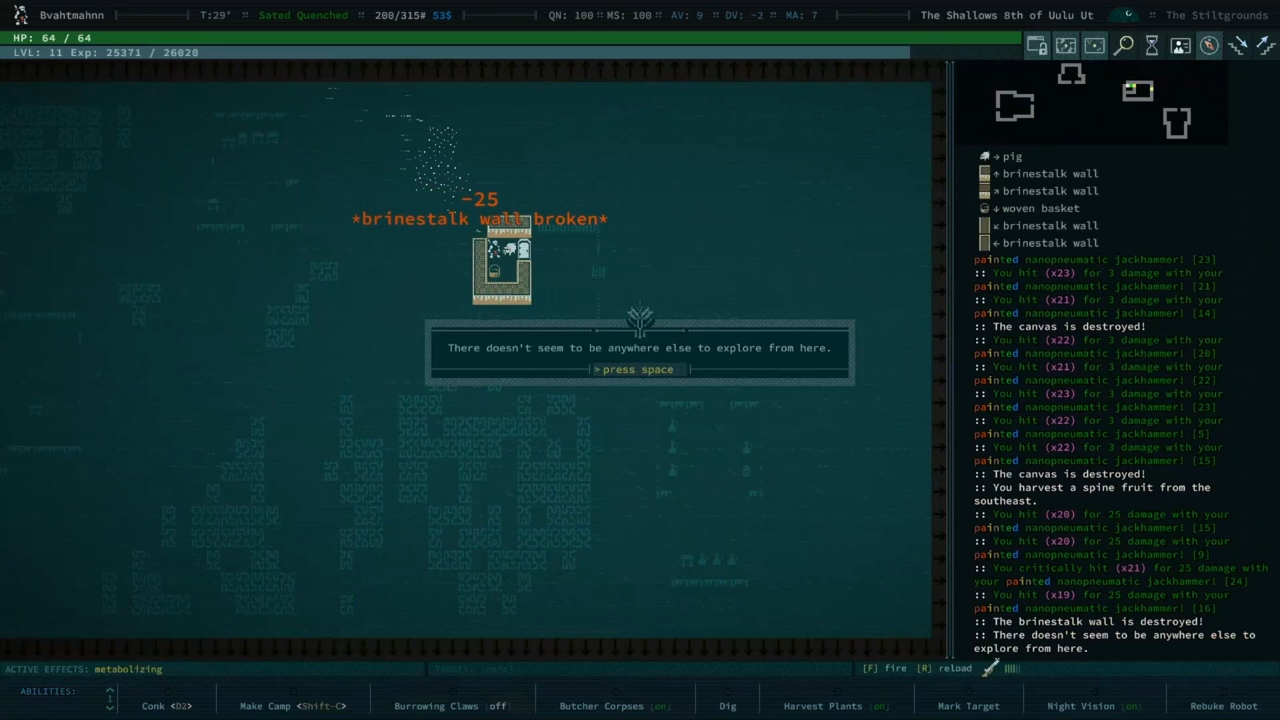 Bvahtmahnn T:29° :: Sated Quenched :: 200/315# 53$ QN: 100 :: MS: 100 :: AV: 9 :: DV: -2 :: MA: 7 The Shallows 8th of Uulu Ut :: The Stiltgrounds
HP: 64 / 64
LVL: 11 Exp: 25371 / 26020
-25
*brinestalk wall broken*
There doesn't seem to be anywhere else to explore from here.
> press space
pig
brinestalk wall
brinestalk wall
woven basket
brinestalk wall
brinestalk wall
painted nanopneumatic jackhammer! [23]
:: You hit (x23) for 3 damage with your
painted nanopneumatic jackhammer! [21]
:: You hit (x21) for 3 damage with your
painted nanopneumatic jackhammer! [14]
:: The canvas is destroyed!
:: You hit (x22) for 3 damage with your
painted nanopneumatic jackhammer! [20]
:: You hit (x21) for 3 damage with your
painted nanopneumatic jackhammer! [22]
:: You hit (x23) for 3 damage with your
painted nanopneumatic jackhammer! [23]
:: You hit (x22) for 3 damage with your
painted nanopneumatic jackhammer! [5]
:: You hit (x22) for 3 damage with your
painted nanopneumatic jackhammer! [15]
:: The canvas is destroyed!
:: You harvest a spine fruit from the
southeast.
:: You hit (x20) for 25 damage with your
painted nanopneumatic jackhammer! [15]
:: You hit (x20) for 25 damage with your
painted nanopneumatic jackhammer! [9]
:: You critically hit (x21) for 25 damage with
your painted nanopneumatic jackhammer! [24]
:: You hit (x19) for 25 damage with your
painted nanopneumatic jackhammer! [16]
:: The brinestalk wall is destroyed!
:: There doesn't seem to be anywhere else to
explore from here.
ACTIVE EFFECTS: metabolizing TARGET: [none] [F] fire [R] reload
ABILITIES: 1 Conk <D2> Make Camp <Shift-C> Burrowing Claws [off] Butcher Corpses [on] Dig Harvest Plants [on] Mark Target Night Vision [on] Rebuke Robot